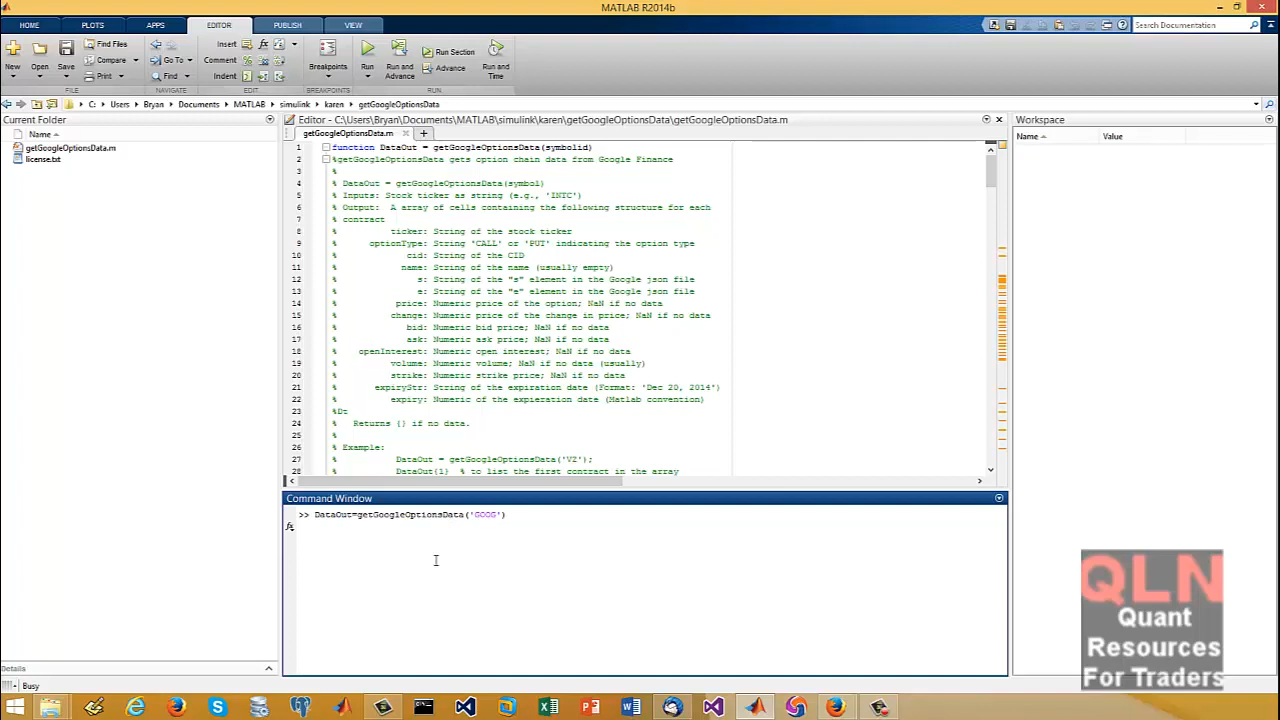 MATLAB R2014b
HOME PLOTS APPS EDITOR PUBLISH VIEW
Search Documentation
New Open Save Find Files Compare Print
Insert Comment Indent
Go To Find
Breakpoints Run Run and Advance Run Section Advance Run and Time
FILE NAVIGATE EDIT BREAKPOINTS RUN
C: Users Bryan Documents MATLAB simulink karen getGoogleOptionsData
Current Folder
Name
getGoogleOptionsData.m
license.txt
Editor - C:\Users\Bryan\Documents\MATLAB\simulink\karen\getGoogleOptionsData\getGoogleOptionsData.m
getGoogleOptionsData.m
1 function DataOut = getGoogleOptionsData(symbolid)
2 %getGoogleOptionsData gets option chain data from Google Finance
3 %
4 % DataOut = getGoogleOptionsData(symbol)
5 % Inputs: Stock ticker as string (e.g., 'INTC')
6 % Output: A array of cells containing the following structure for each
7 % contract
8 % ticker: String of the stock ticker
9 % optionType: String 'CALL' or 'PUT' indicating the option type
10 % cid: String of the CID
11 % name: String of the name (usually empty)
12 % s: String of the "s" element in the Google json file
13 % e: String of the "e" element in the Google json file
14 % price: Numeric price of the option; NaN if no data
15 % change: Numeric price of the change in price; NaN if no data
16 % bid: Numeric bid price; NaN if no data
17 % ask: Numeric ask price; NaN if no data
18 % openInterest: Numeric open interest; NaN if no data
19 % volume: Numeric volume; NaN if no data (usually)
20 % strike: Numeric strike price; NaN if no data
21 % expiryStr: String of the expiration date (Format: 'Dec 20, 2014')
22 % expiry: Numeric of the expieration date (Matlab convention)
23 %Dt
24 % Returns {} if no data.
25 %
26 % Example:
27 % DataOut = getGoogleOptionsData('VZ');
28 % DataOut{1} % to list the first contract in the array
Workspace
Name Value
Command Window
>> DataOut=getGoogleOptionsData('GOOG')
fx
Details
Busy
QLN
Quant
Resources
For Traders